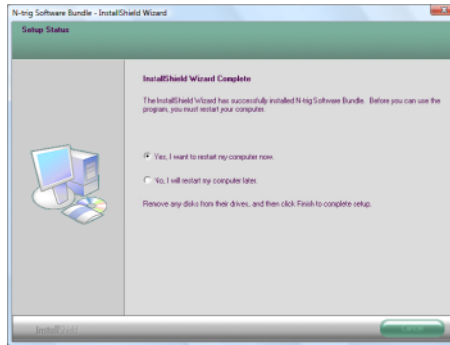 N-trig Software Bundle - InstallShield Wizard
Setup Status
InstallShield Wizard Complete
The InstallShield Wizard has successfully installed N-trig Software Bundle. Before you can use the
program, you must restart your computer.
Yes, I want to restart my computer now.
No, I will restart my computer later.
Remove any disks from their drives, and then click Finish to complete setup.
InstallShield
Cancel